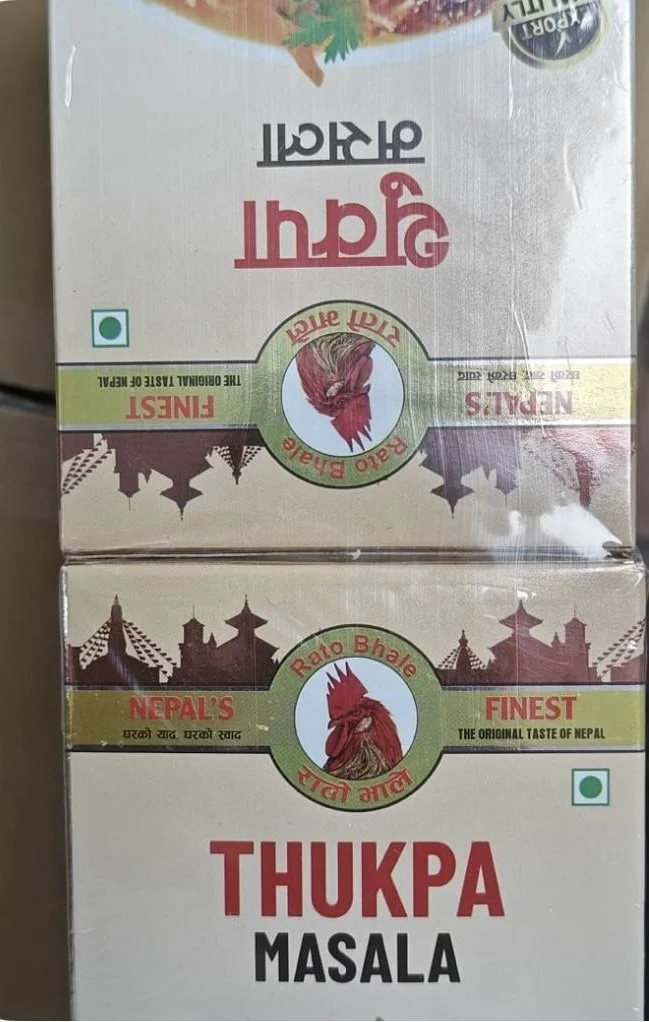 EXPORT
QUALITY
मसला
थुक्पा
रातो भाले
Rato Bhale
NEPAL'S
घरको याद, घरको स्वाद
FINEST
THE ORIGINAL TASTE OF NEPAL
Rato Bhale
रातो भाले
NEPAL'S
घरको याद, घरको स्वाद
FINEST
THE ORIGINAL TASTE OF NEPAL
THUKPA
MASALA